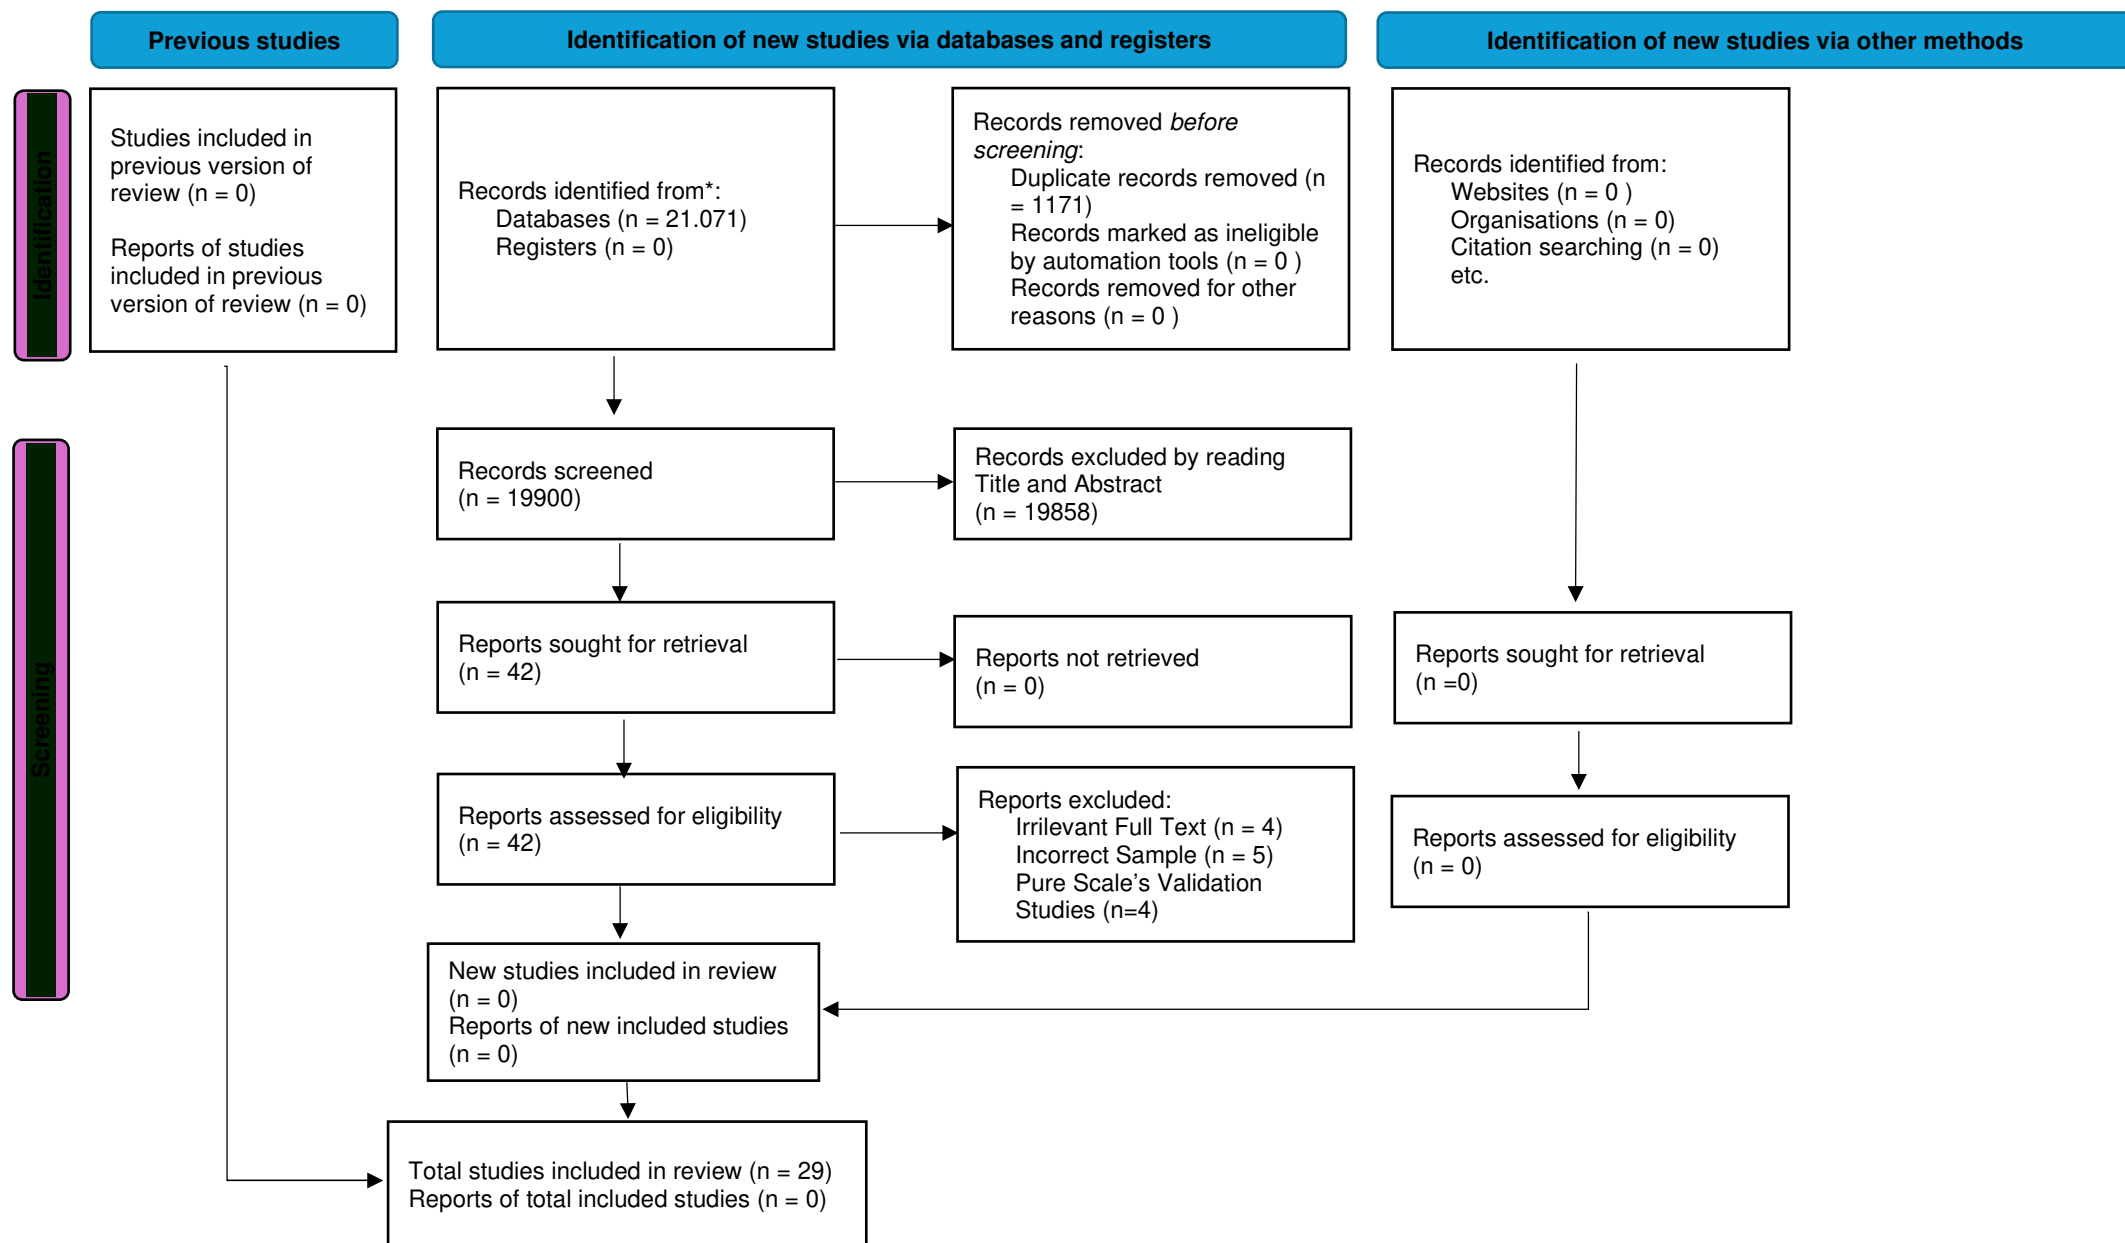 Previous studies
Identification of new studies via databases and registers
Identification of new studies via other methods
Identification
Studies included in
previous version of
review (n = 0)
Reports of studies
included in previous
version of review (n = 0)
Records identified from*:
Databases (n = 21.071)
Registers (n = 0)
Records removed before
screening:
Duplicate records removed (n
= 1171)
Records marked as ineligible
by automation tools (n = 0 )
Records removed for other
reasons (n = 0 )
Records identified from:
Websites (n = 0 )
Organisations (n = 0)
Citation searching (n = 0)
etc.
Screening
Records screened
(n = 19900)
Records excluded by reading
Title and Abstract
(n = 19858)
Reports sought for retrieval
(n = 42)
Reports not retrieved
(n = 0)
Reports sought for retrieval
(n =0)
Reports assessed for eligibility
(n = 42)
Reports excluded:
Irrilevant Full Text (n = 4)
Incorrect Sample (n = 5)
Pure Scale's Validation
Studies (n=4)
Reports assessed for eligibility
(n = 0)
New studies included in review
(n = 0)
Reports of new included studies
(n = 0)
Total studies included in review (n = 29)
Reports of total included studies (n = 0)